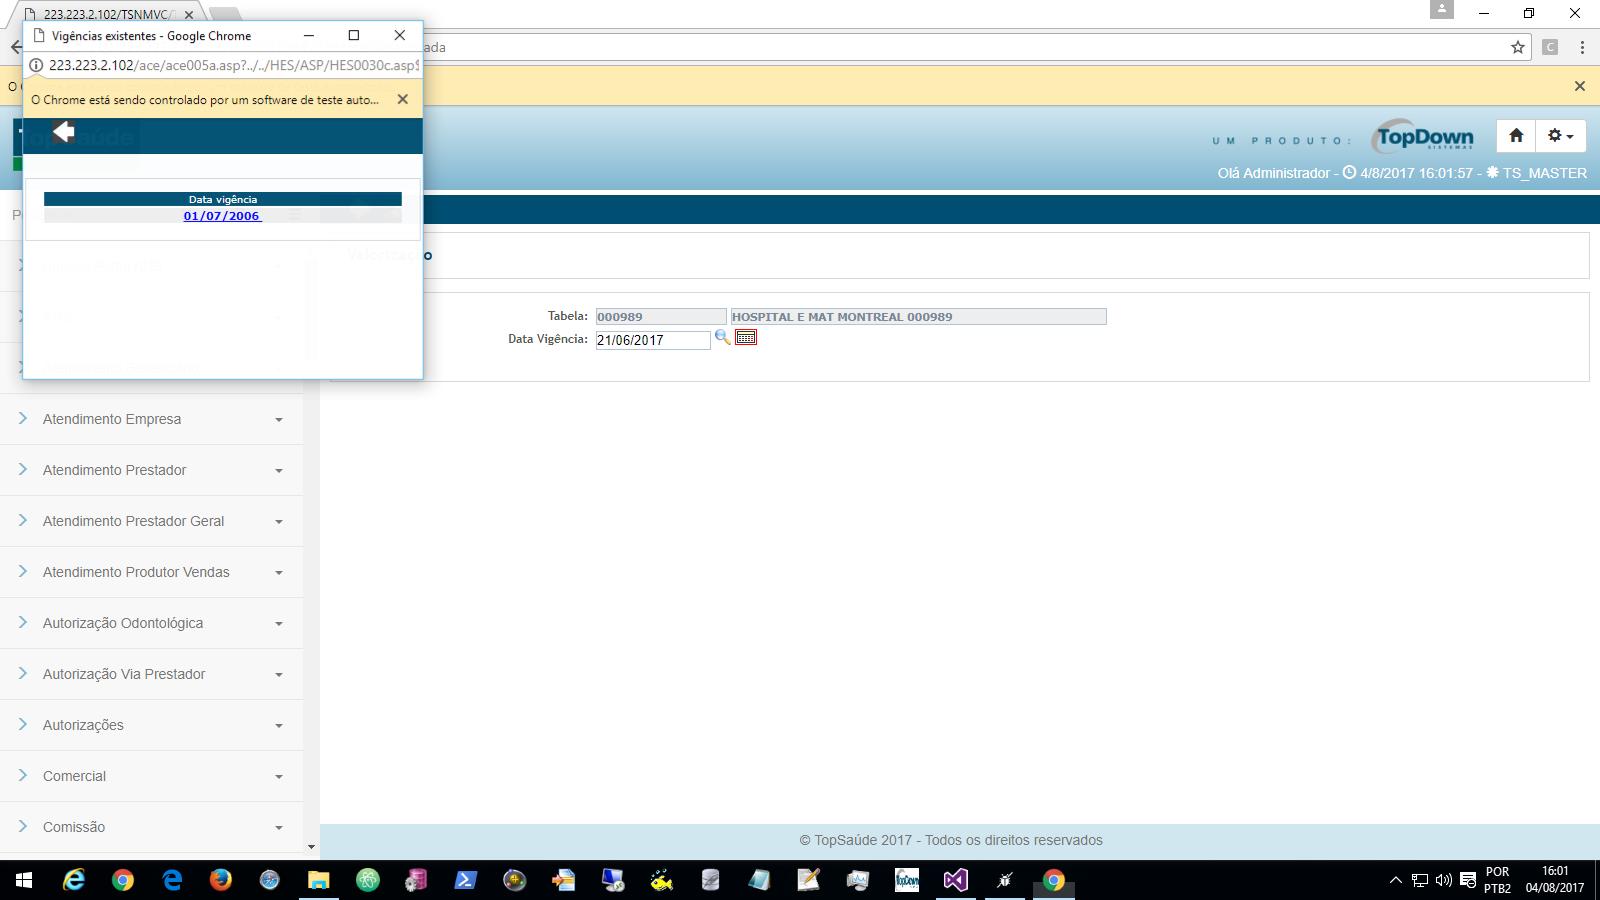 223.223.2.102/TSNMVC/
Vigências existentes - Google Chrome
223.223.2.102/ace/ace005a.asp?../../HES/ASP/HES0030c.asp
O Chrome está sendo controlado por um software de teste auto...
Data vigência
01/07/2006
ada
O
UM PRODUTO:
TopDown
SISTEMAS
Olá Administrador - 4/8/2017 16:01:57 - TS_MASTER
Tabela:
000989
HOSPITAL E MAT MONTREAL 000989
Data Vigência:
21/06/2017
Atendimento Empresa
Atendimento Prestador
Atendimento Prestador Geral
Atendimento Produtor Vendas
Autorização Odontológica
Autorização Via Prestador
Autorizações
Comercial
Comissão
© TopSaúde 2017 - Todos os direitos reservados
TopDown
POR
PTB2
16:01
04/08/2017